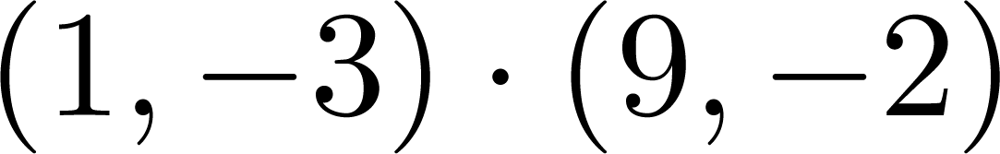 (1, −3) · (9, −2)